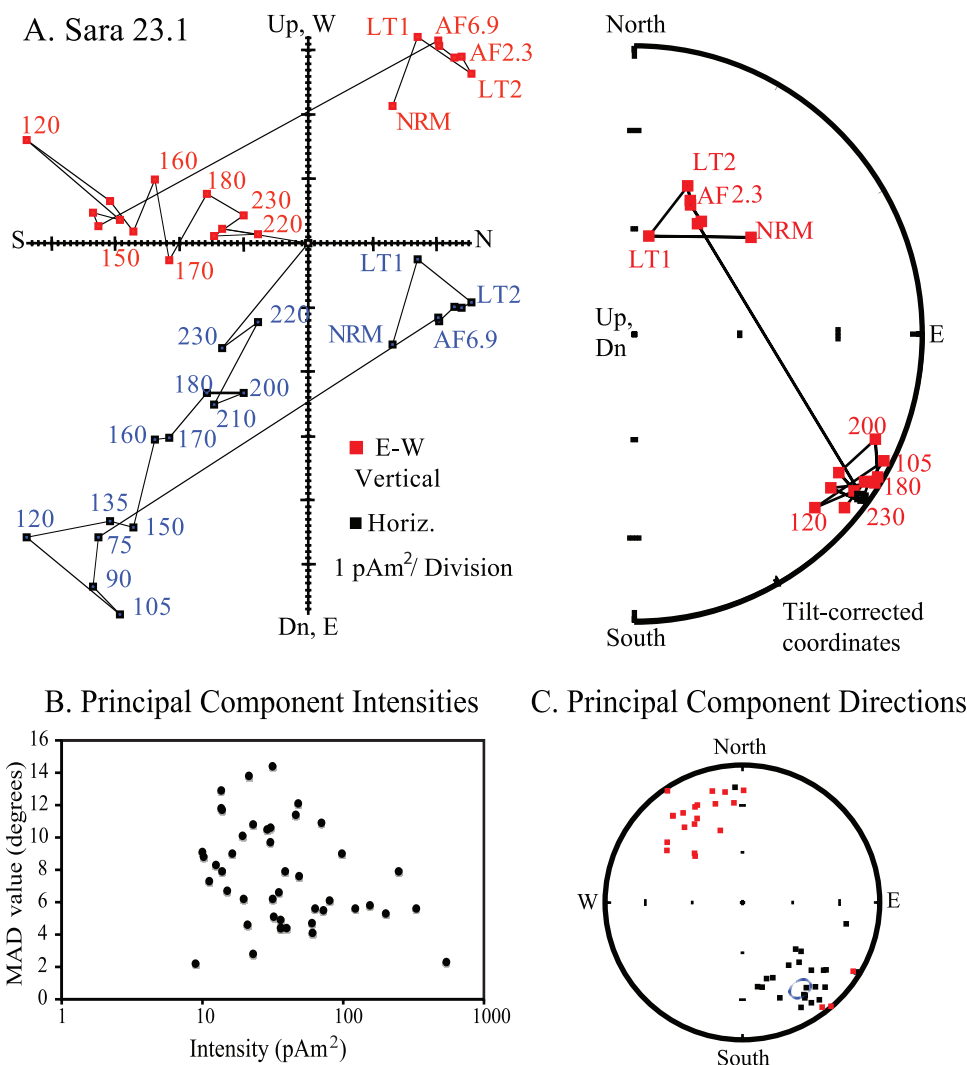 A. Sara 23.1
Up, W
LT1
AF6.9
AF2.3
LT2
NRM
120
160
180
230
220
S
N
150
170
LT1
LT2
220
230
NRM
AF6.9
180
200
210
160
170
E-W
Vertical
135
120
150
75
Horiz.
90
1 pAm²/ Division
105
Dn, E
North
LT2
AF2.3
NRM
LT1
Up,
Dn
E
200
105
180
120
230
South
Tilt-corrected
coordinates
B. Principal Component Intensities
MAD value (degrees)
16
14
12
10
8
6
4
2
0
1
10
100
1000
Intensity (pAm²)
C. Principal Component Directions
North
W
E
South